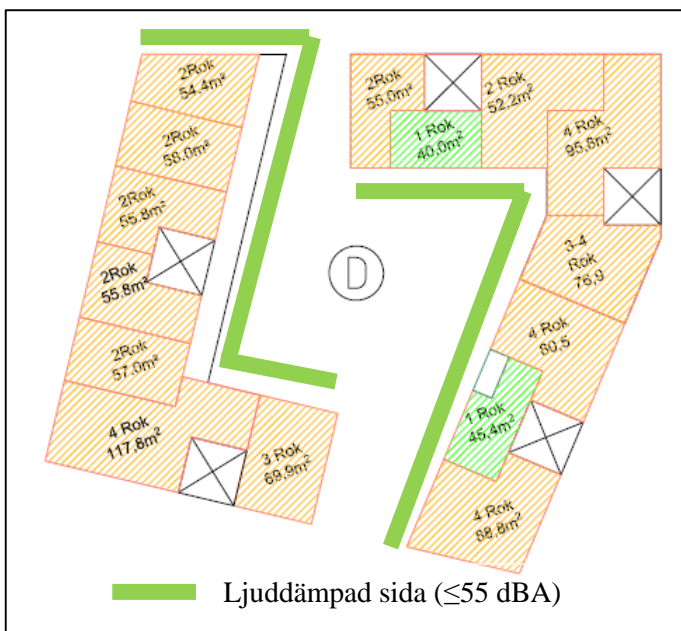 2Rok
54.4m²
2Rok
58.0m²
2Rok
55.8m²
2Rok
55.8m²
2Rok
57.0m²
4 Rok
117,8m²
3 Rok
69,9m²
2Rok
55.0m²
2 Rok
52.2m²
1 Rok
40.0m²
4 Rok
95,8m²
D
3-4
Rok
76,9
4 Rok
80,5
1 Rok
45,4m²
4 Rok
88,8m²
Ljuddämpad sida (≤55 dBA)